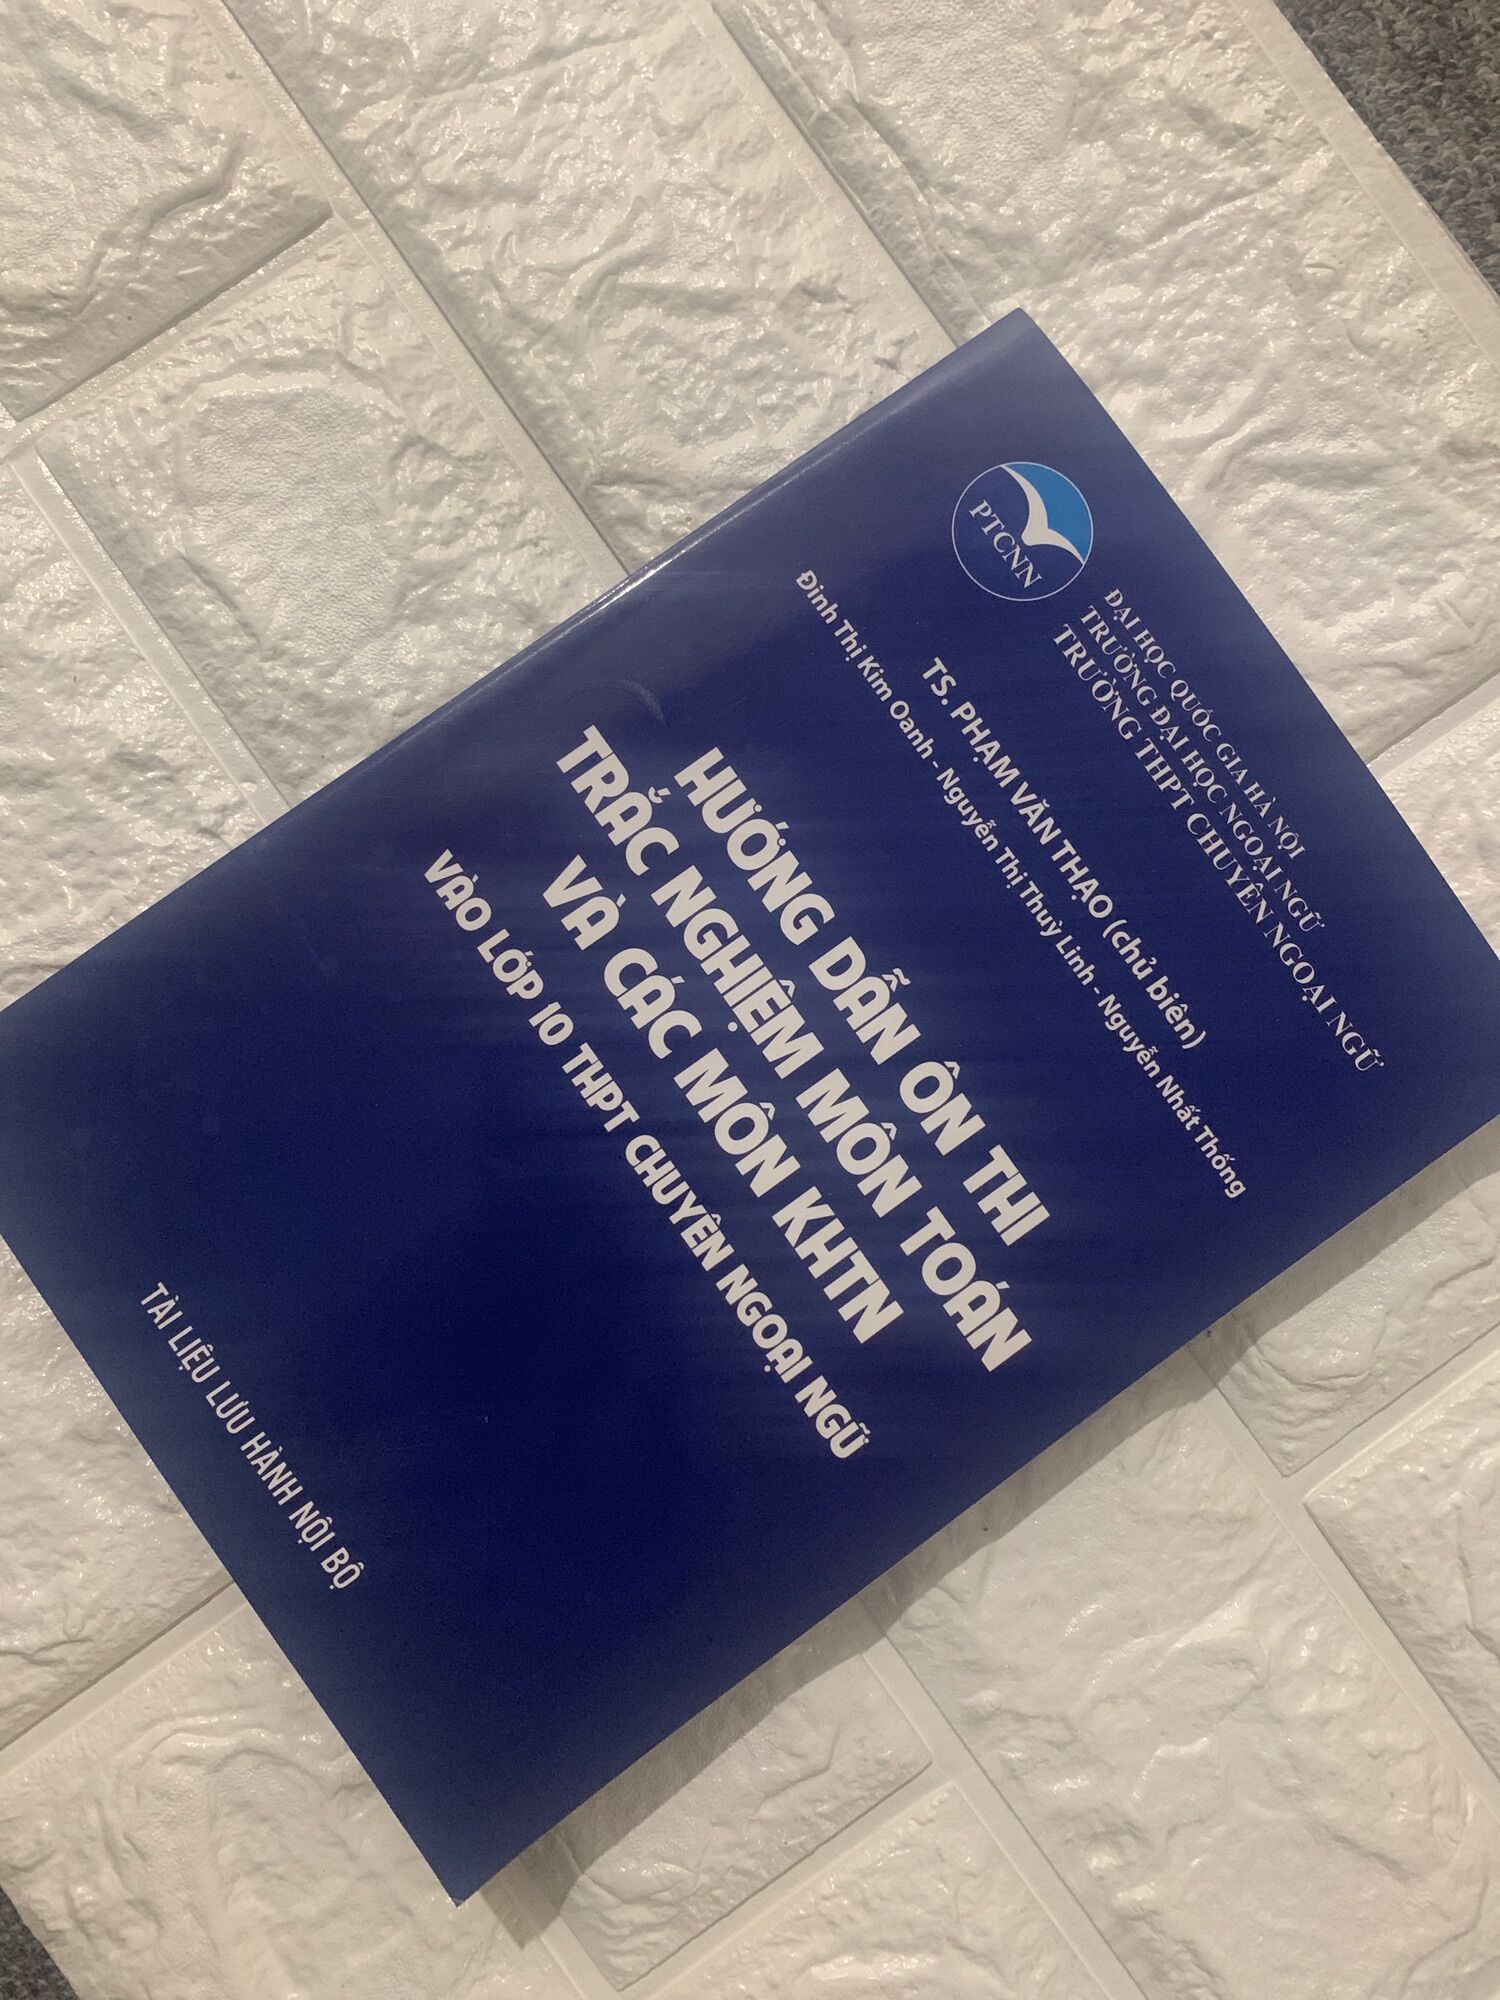 PTCNN
ĐẠI HỌC QUỐC GIA HÀ NỘI
TRƯỜNG ĐẠI HỌC NGOẠI NGỮ
TRƯỜNG THPT CHUYÊN NGOẠI NGỮ
TS. PHẠM VĂN THẠO (chủ biên)
Đinh Thị Kim Oanh - Nguyễn Thị Thuỳ Linh - Nguyễn Nhất Thống
HƯỚNG DẪN ÔN THI
TRẮC NGHIỆM MÔN TOÁN
VÀ CÁC MÔN KHTN
VÀO LỚP 10 THPT CHUYÊN NGOẠI NGỮ
TÀI LIỆU LƯU HÀNH NỘI BỘ